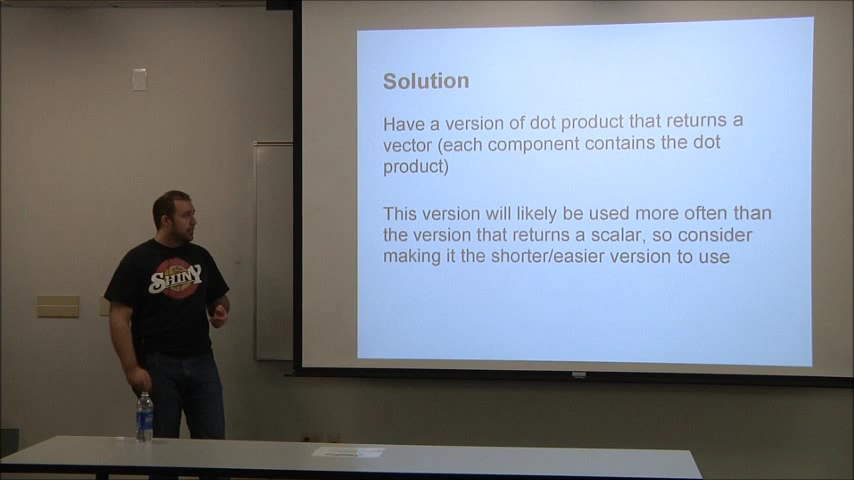 Solution
Have a version of dot product that returns a
vector (each component contains the dot
product)
This version will likely be used more often than
the version that returns a scalar, so consider
making it the shorter/easier version to use
SHINY